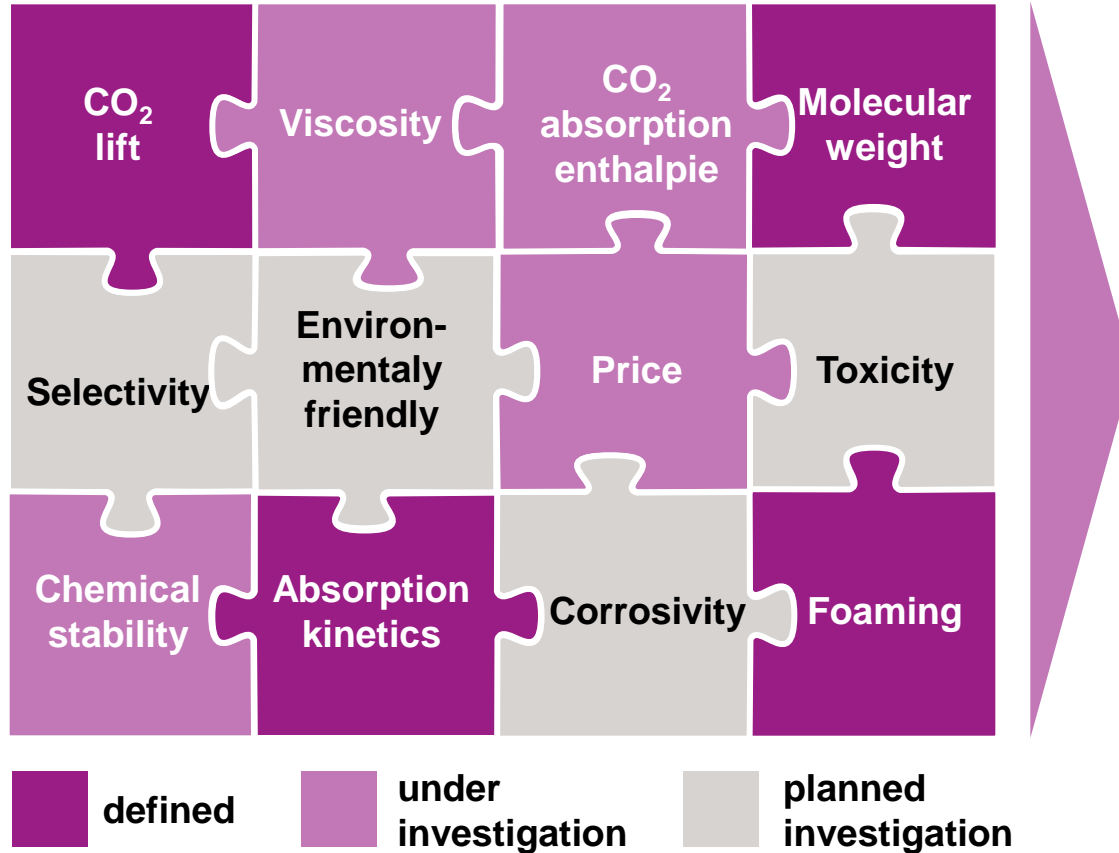 CO₂
lift
Viscosity
CO₂
absorption
enthalpie
Molecular
weight
Selectivity
Environ-
mentaly
friendly
Price
Toxicity
Chemical
stability
Absorption
kinetics
Corrosivity
Foaming
defined
under
investigation
planned
investigation